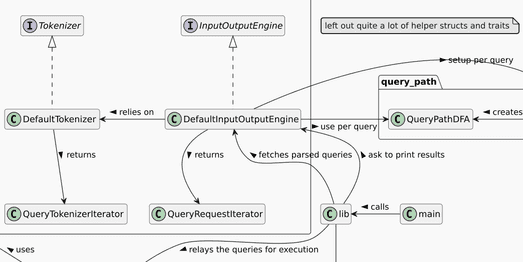 I Tokenizer
I InputOutputEngine
left out quite a lot of helper structs and traits
setup per query
query_path
C DefaultTokenizer
relies on
C DefaultInputOutputEngine
use per query
C QueryPathDFA
creates
returns
returns
fetches parsed queries
ask to print results
C QueryTokenizerIterator
C QueryRequestIterator
C lib
calls
C main
uses
relays the queries for execution